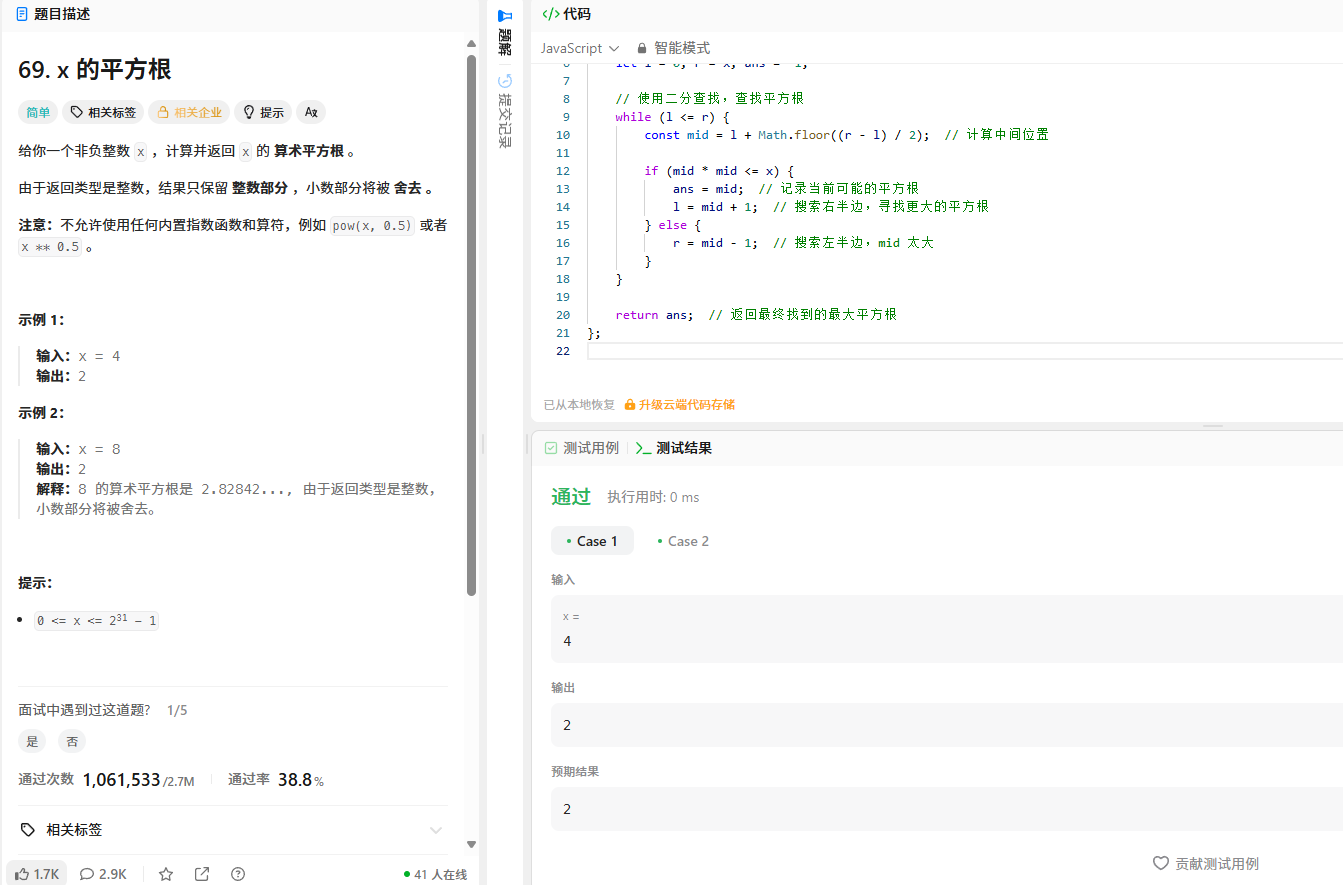 题目描述
69. x 的平方根
简单 相关标签 相关企业 提示 Aa
给你一个非负整数 x ，计算并返回 x 的 算术平方根 。
由于返回类型是整数，结果只保留 整数部分 ，小数部分将被 舍去 。
注意：不允许使用任何内置指数函数和算符，例如 pow(x, 0.5) 或者
x ** 0.5 。
示例 1：
输入：x = 4
输出：2
示例 2：
输入：x = 8
输出：2
解释：8 的算术平方根是 2.82842..., 由于返回类型是整数，
小数部分将被舍去。
提示：
0 <= x <= 2³¹ - 1
面试中遇到过这道题? 1/5
是 否
通过次数 1,061,533/2.7M 通过率 38.8%
相关标签
1.7K 2.9K 41 人在线
题解
提交记录
</> 代码
JavaScript 智能模式
7
8 // 使用二分查找，查找平方根
9 while (l <= r) {
10 const mid = l + Math.floor((r - l) / 2); // 计算中间位置
11
12 if (mid * mid <= x) {
13 ans = mid; // 记录当前可能的平方根
14 l = mid + 1; // 搜索右半边，寻找更大的平方根
15 } else {
16 r = mid - 1; // 搜索左半边，mid 太大
17 }
18 }
19
20 return ans; // 返回最终找到的最大平方根
21 };
22
已从本地恢复 升级云端代码存储
测试用例 测试结果
通过 执行用时: 0 ms
Case 1 Case 2
输入
x =
4
输出
2
预期结果
2
贡献测试用例